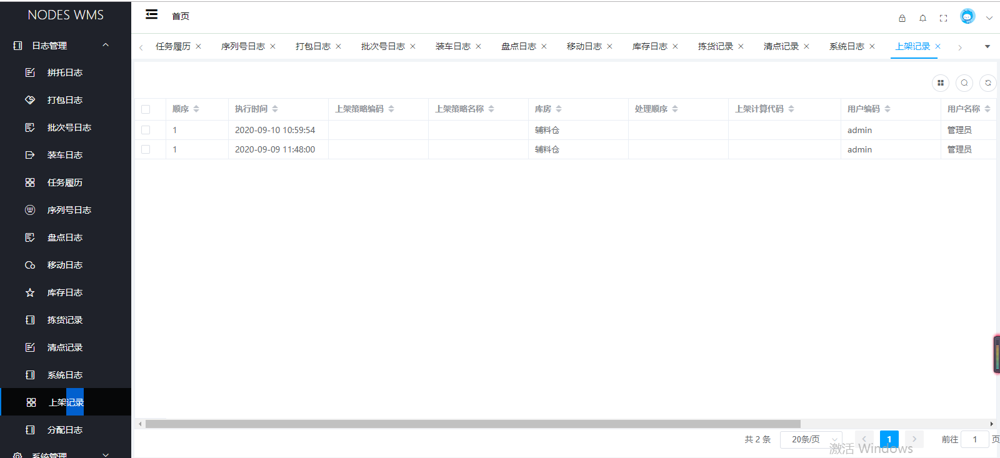 NODES WMS
首页
日志管理
拼托日志
打包日志
批次号日志
装车日志
任务履历
序列号日志
盘点日志
移动日志
库存日志
拣货记录
清点记录
系统日志
上架记录
分配日志
系统管理
任务履历 序列号日志 打包日志 批次号日志 装车日志 盘点日志 移动日志 库存日志 拣货记录 清点记录 系统日志 上架记录
顺序 执行时间 上架策略编码 上架策略名称 库房 处理顺序 上架计算代码 用户编码 用户名称
1 2020-09-10 10:59:54 辅料仓 admin 管理员
1 2020-09-09 11:48:00 辅料仓 admin 管理员
共 2 条 20条/页 1 前往 1 页
激活 Windows